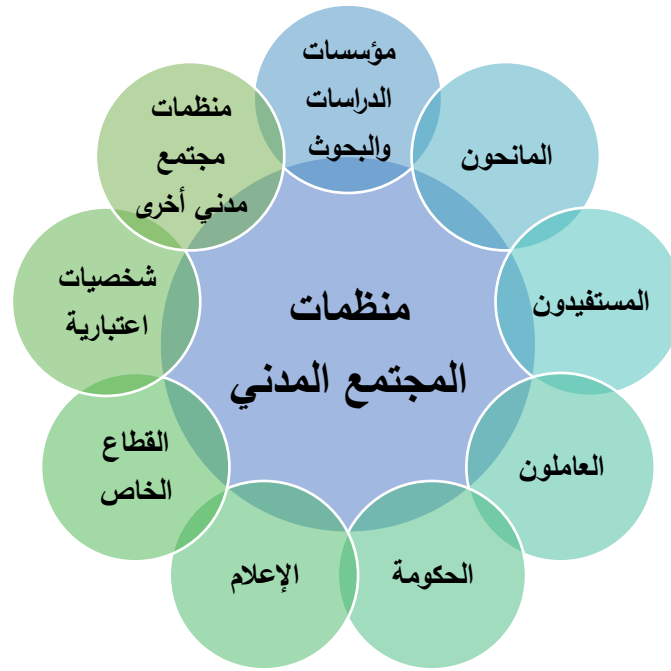 مؤسسات
الدراسات
والبحوث
المانحون
المستفيدون
العاملون
الحكومة
الإعلام
القطاع
الخاص
شخصيات
اعتبارية
منظمات
مجتمع
مدني أخرى
منظمات
المجتمع المدني